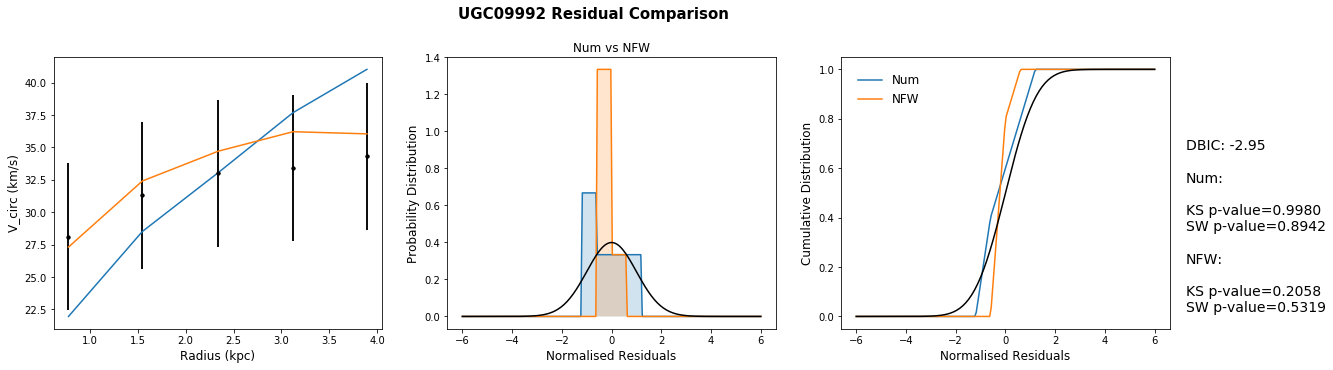 UGC09992 Residual Comparison
V_circ (km/s)
40.0
37.5
35.0
32.5
30.0
27.5
25.0
22.5
1.0 1.5 2.0 2.5 3.0 3.5 4.0
Radius (kpc)
Num vs NFW
Probability Distribution
1.4
1.2
1.0
0.8
0.6
0.4
0.2
0.0
−6 −4 −2 0 2 4 6
Normalised Residuals
Cumulative Distribution
1.0
0.8
0.6
0.4
0.2
0.0
Num
NFW
−6 −4 −2 0 2 4 6
Normalised Residuals
DBIC: -2.95
Num:
KS p-value=0.9980
SW p-value=0.8942
NFW:
KS p-value=0.2058
SW p-value=0.5319